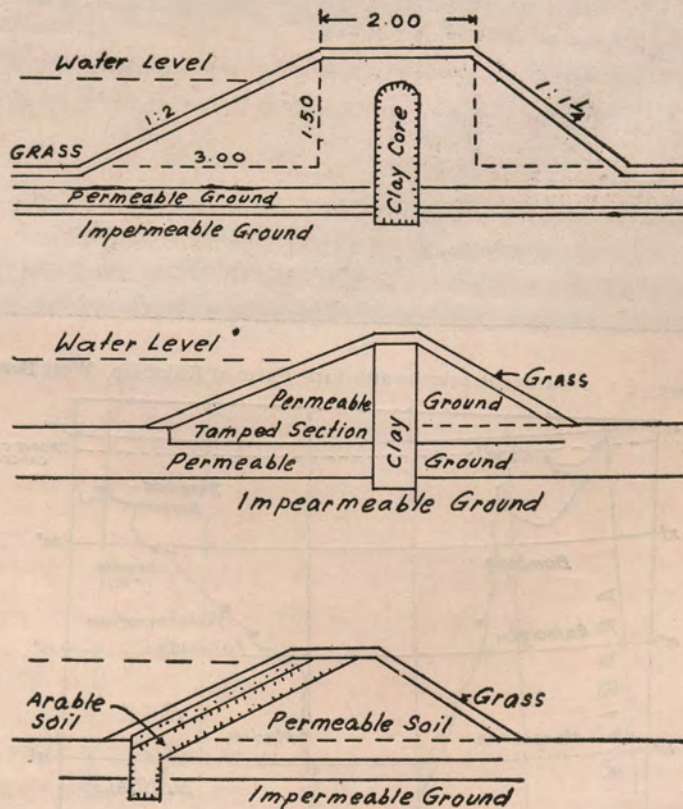 2.00
Water Level
1:2
1.50
1:1¼
GRASS
3.00
Clay Core
Permeable Ground
Impermeable Ground
Water Level
GRASS
Permeable Ground
Tamped Section
Clay
Permeable Ground
Impearmeable Ground
Arable
Soil
Grass
Permeable Soil
Impermeable Ground